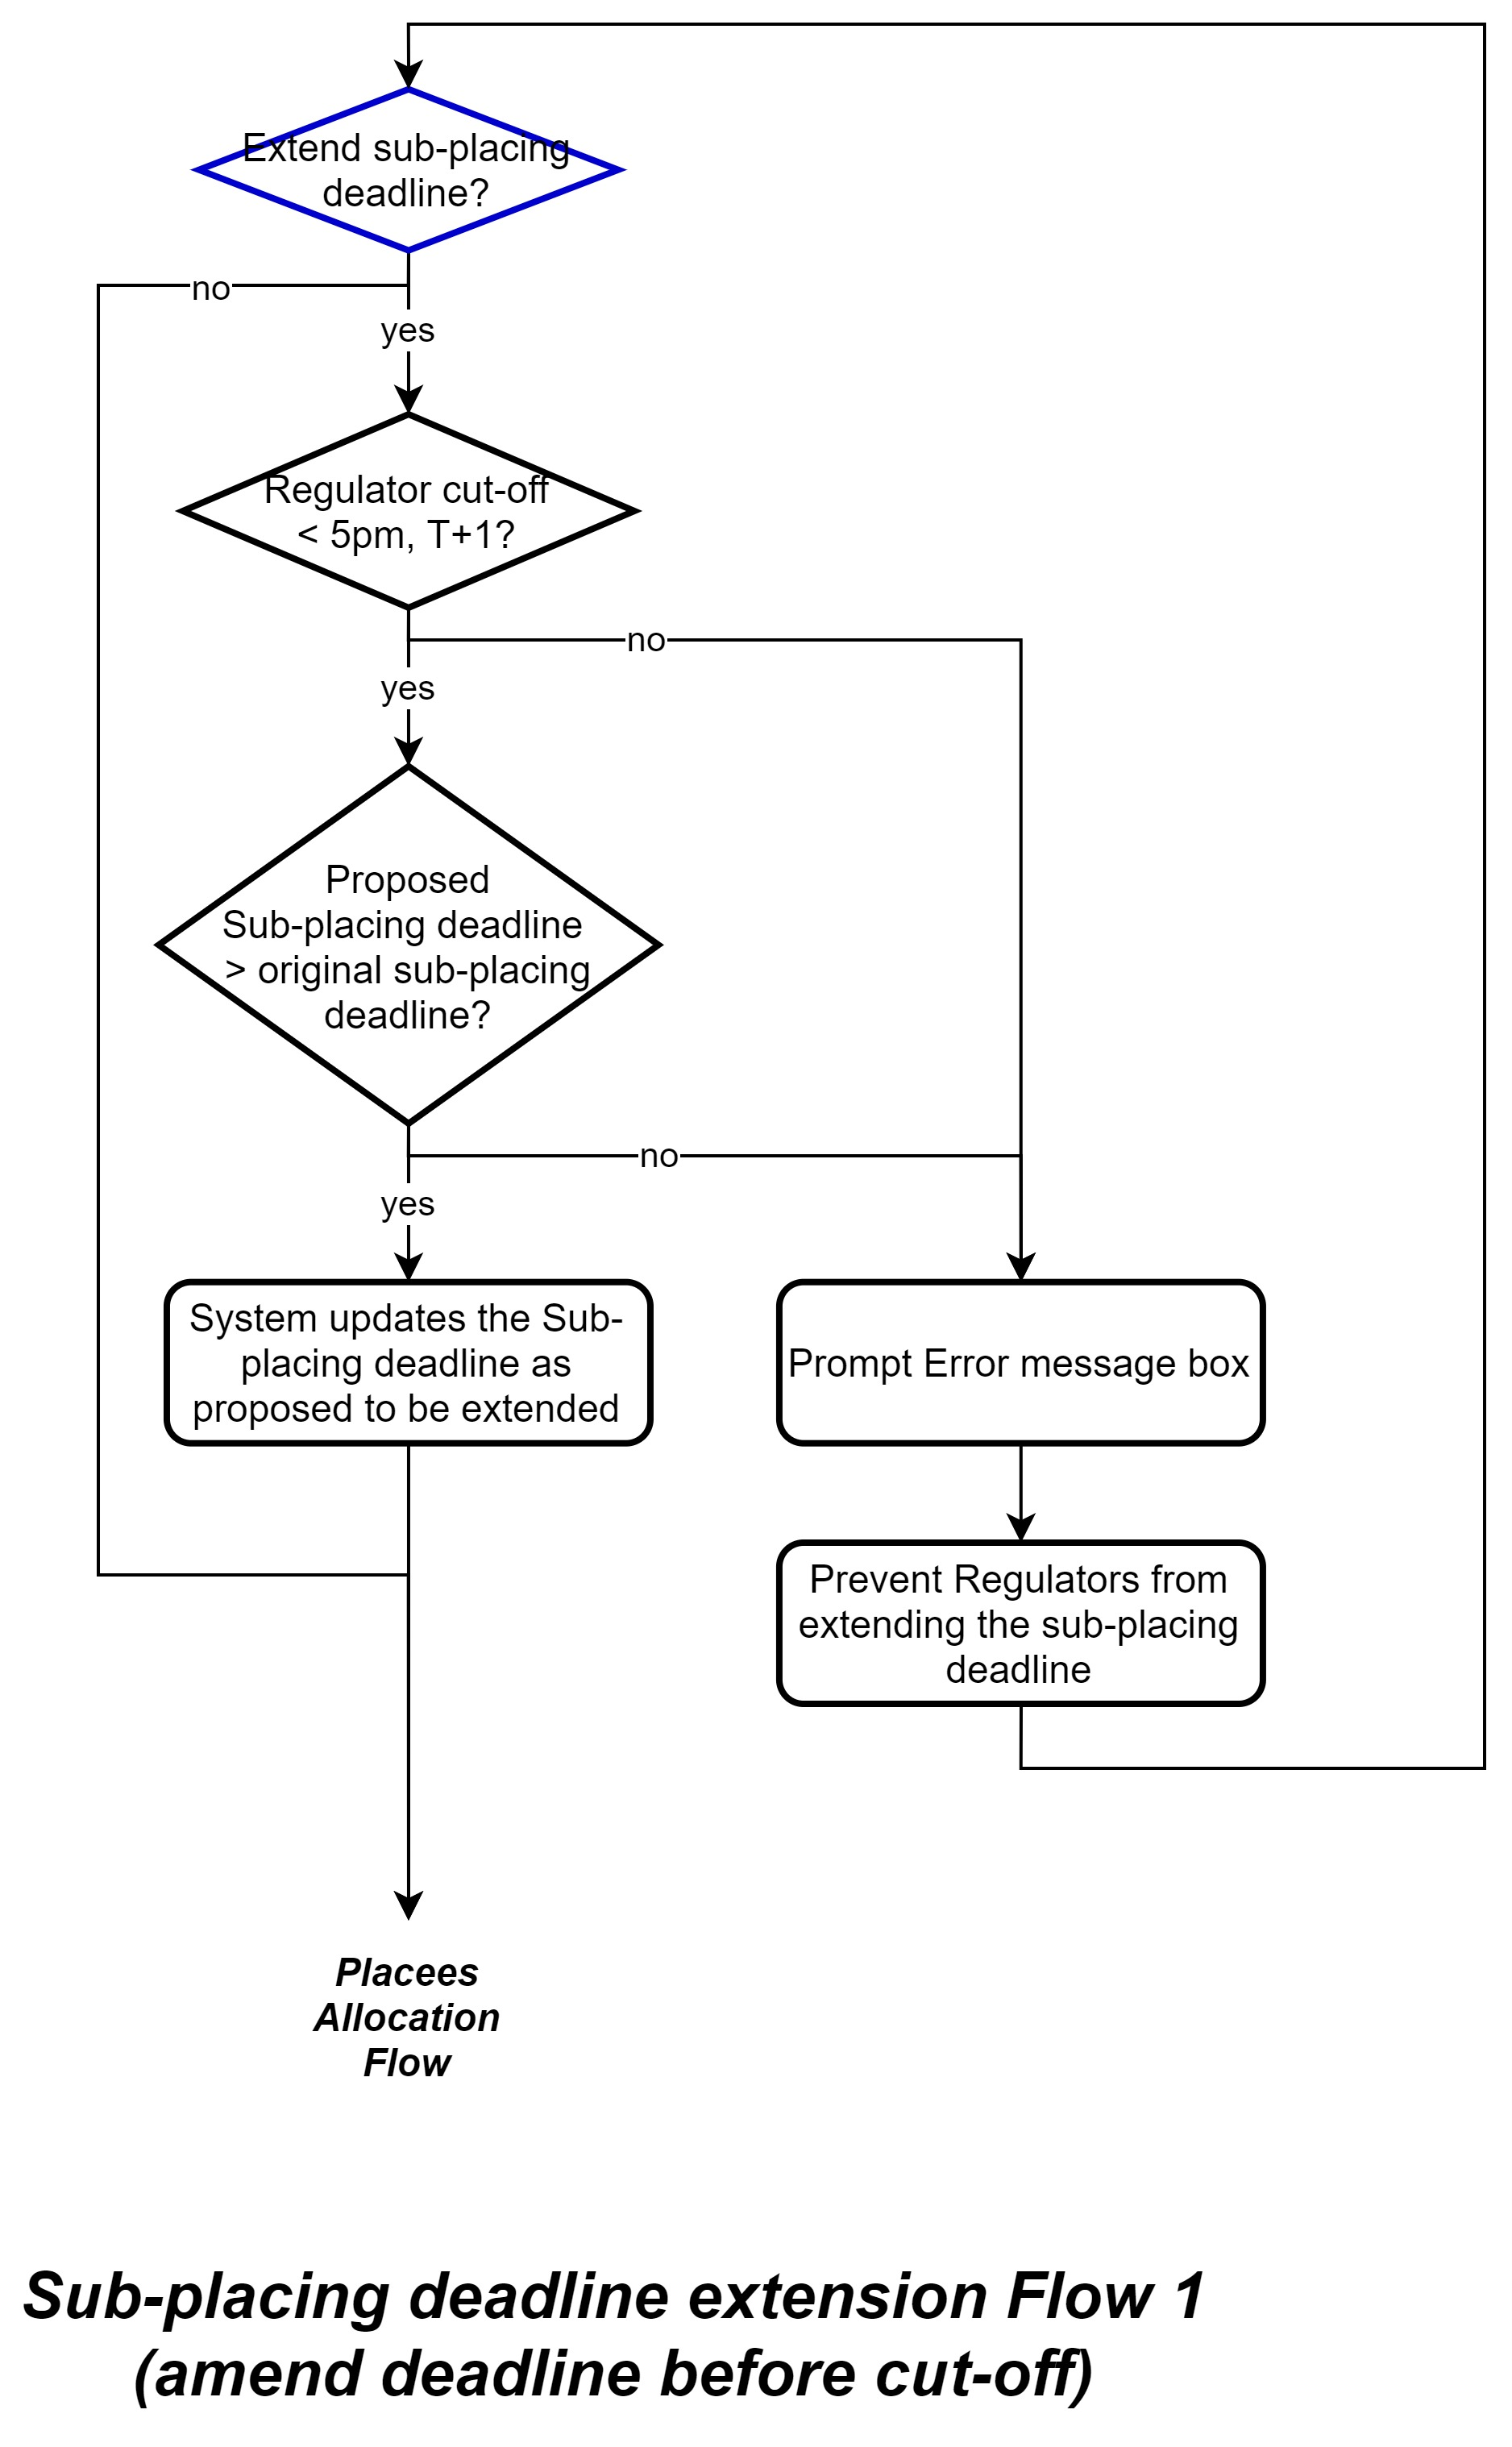 Extend sub-placing
deadline?
no
yes
Regulator cut-off
< 5pm, T+1?
no
yes
Proposed
Sub-placing deadline
> original sub-placing
deadline?
no
yes
System updates the Sub-
placing deadline as
proposed to be extended
Prompt Error message box
Prevent Regulators from
extending the sub-placing
deadline
Placees
Allocation
Flow
Sub-placing deadline extension Flow 1
(amend deadline before cut-off)